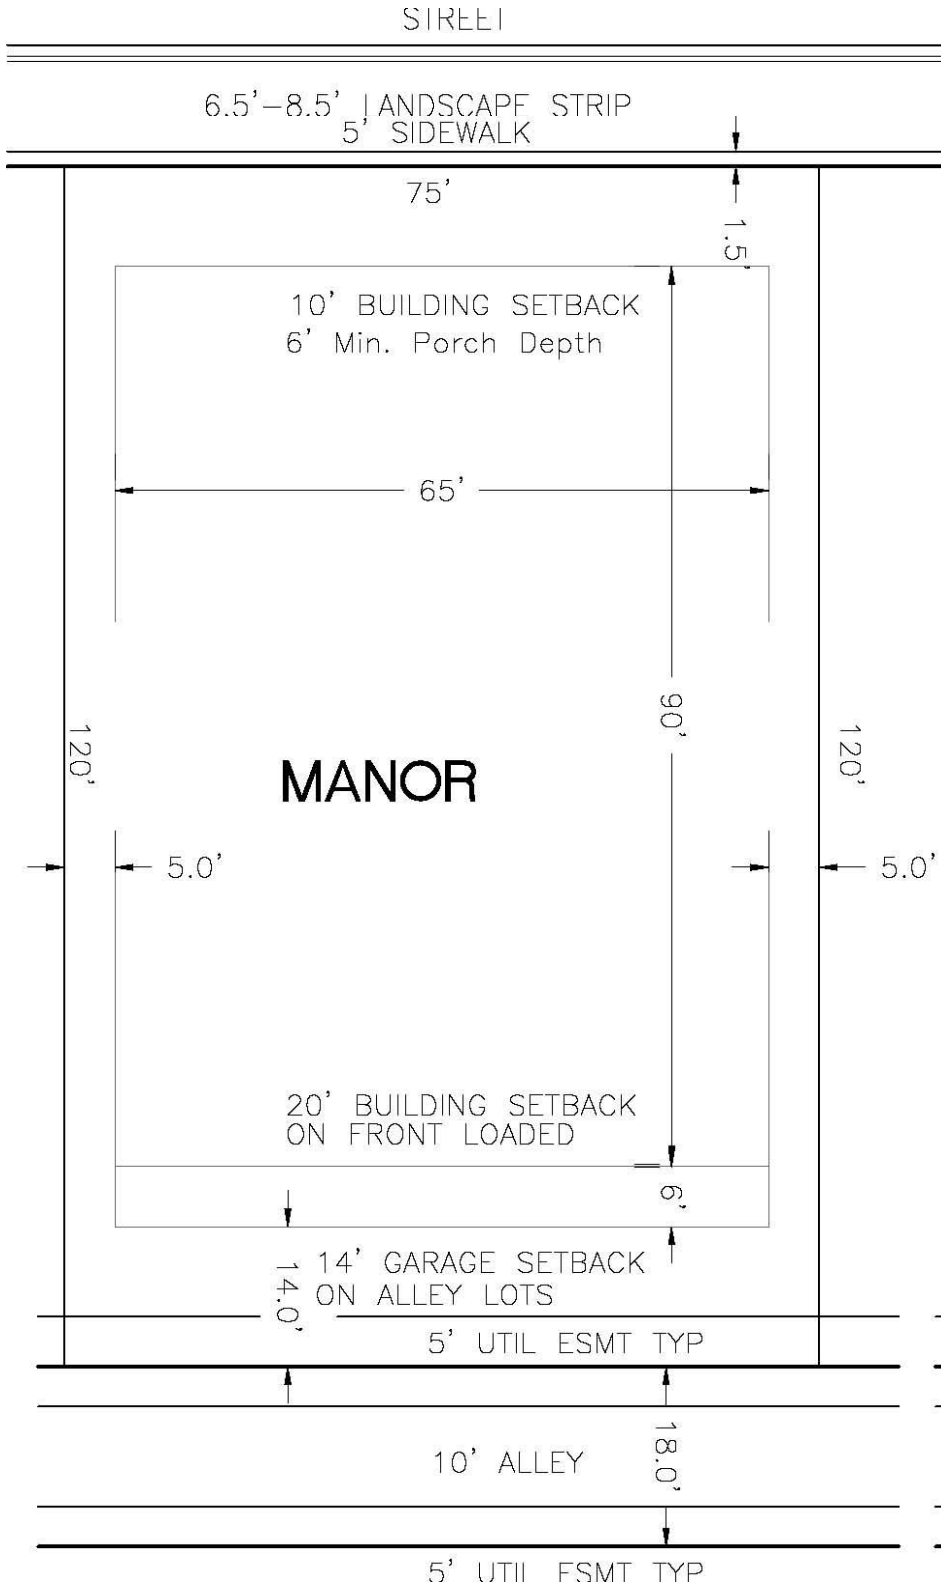 STREET
6.5'-8.5' LANDSCAPE STRIP
5' SIDEWALK
75'
1.5'
10' BUILDING SETBACK
6' Min. Porch Depth
65'
90'
120'
120'
MANOR
5.0'
5.0'
20' BUILDING SETBACK
ON FRONT LOADED
6'
14' GARAGE SETBACK
ON ALLEY LOTS
14.0'
5' UTIL ESMT TYP
10' ALLEY
18.0'
5' UTIL ESMT TYP